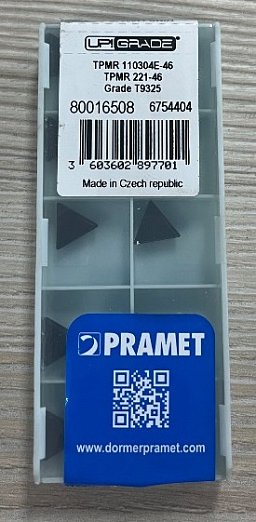 UP!GRADE
TPMR 110304E-46
TPMR 221-46
Grade T9325
80016508 6754404
3 603602 897701
Made in Czech republic
PRAMET
www.dormerpramet.com